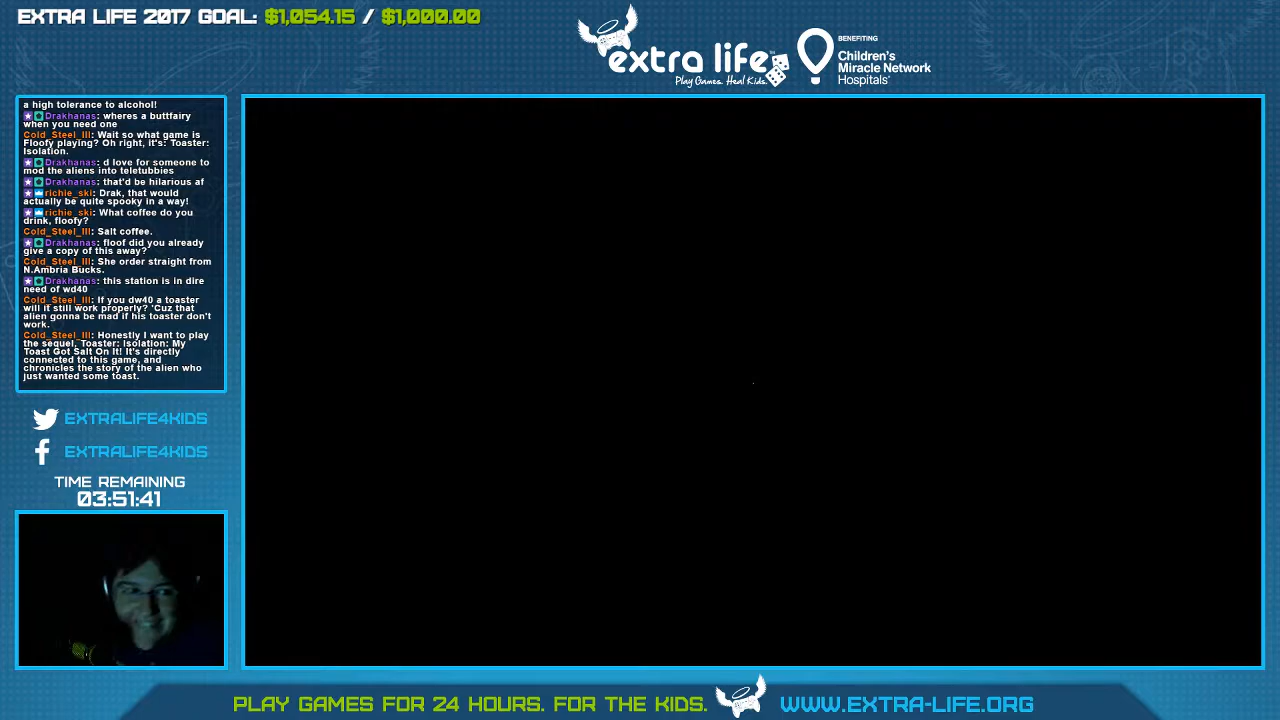 EXTRA LIFE 2017 GOAL: $1,054.15 / $1,000.00
extra life
Play Games. Heal Kids.
BENEFITING
Children's
Miracle Network
Hospitals
a high tolerance to alcohol!
Drakhanas: wheres a buttfairy
when you need one
Cold_Steel_III: Wait so what game is
Floofy playing? Oh right, it's: Toaster:
Isolation.
Drakhanas: d love for someone to
mod the aliens into teletubbies
Drakhanas: that'd be hilarious af
richie_ski: Drak, that would
actually be quite spooky in a way!
richie_ski: What coffee do you
drink, floofy?
Cold_Steel_III: Salt coffee.
Drakhanas: floof did you already
give a copy of this away?
Cold_Steel_III: She order straight from
N.Ambria Bucks.
Drakhanas: this station is in dire
need of wd40
Cold_Steel_III: If you dw40 a toaster
will it still work properly? 'Cuz that
alien gonna be mad if his toaster don't
work.
Cold_Steel_III: Honestly I want to play
the sequel, Toaster: Isolation: My
Toast Got Salt On It! It's directly
connected to this game, and
chronicles the story of the alien who
just wanted some toast.
EXTRALIFE4KIDS
EXTRALIFE4KIDS
TIME REMAINING
03:51:41
PLAY GAMES FOR 24 HOURS. FOR THE KIDS.
WWW.EXTRA-LIFE.ORG